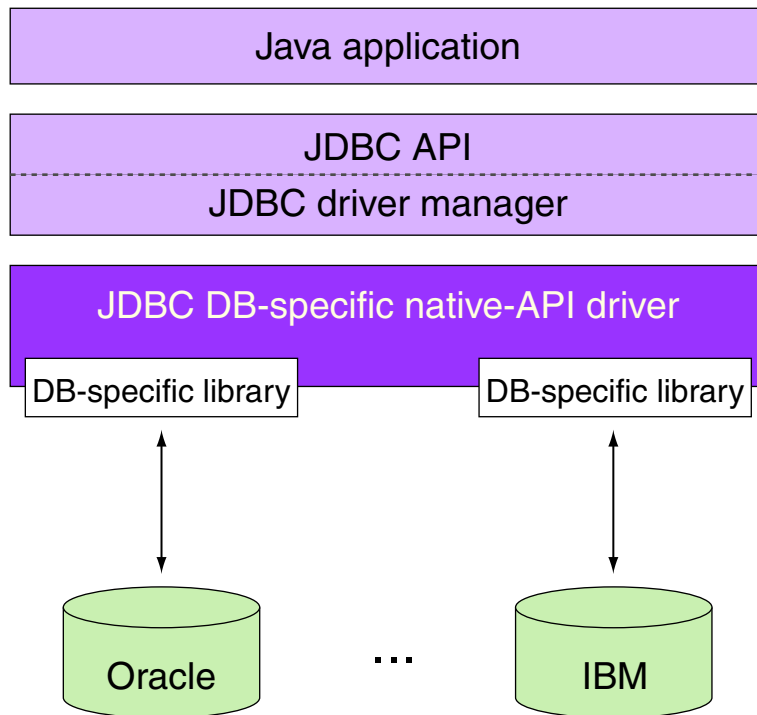 Java application
JDBC API
JDBC driver manager
JDBC DB-specific native-API driver
DB-specific library
DB-specific library
Oracle
...
IBM